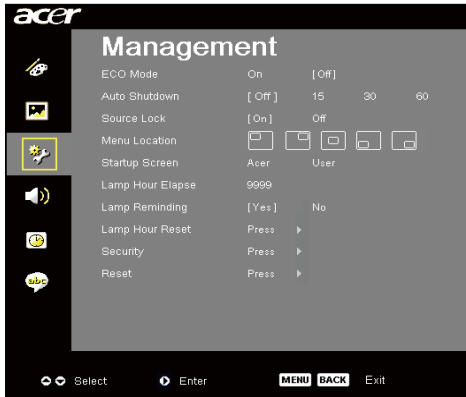 acer
Management
ECO Mode On [Off]
Auto Shutdown [ Off ] 15 30 60
Source Lock [On] Off
Menu Location
Startup Screen Acer User
Lamp Hour Elapse 9999
Lamp Reminding [Yes] No
Lamp Hour Reset Press
Security Press
Reset Press
abc
Select Enter MENU BACK Exit